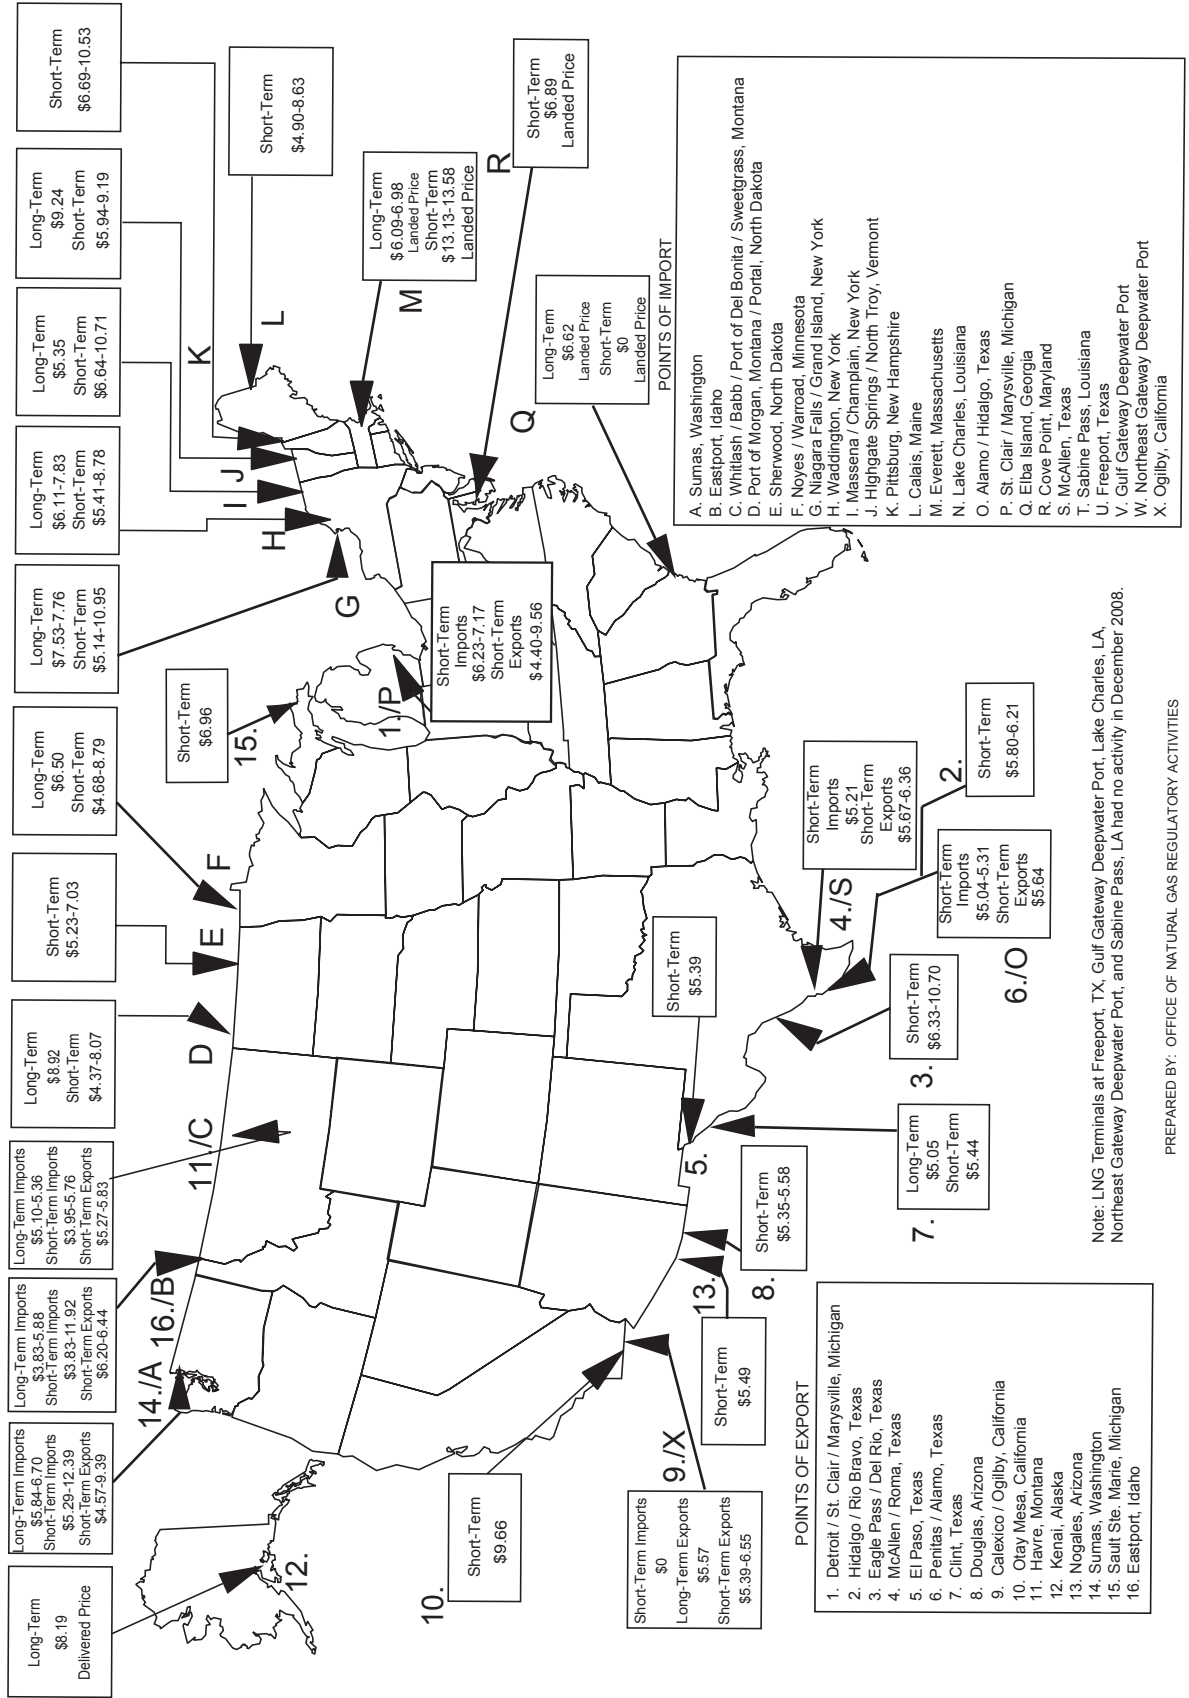 Long-Term
$8.19
Delivered Price
12.
Long-Term Imports
$5.84-6.70
Short-Term Imports
$5.29-12.39
Short-Term Exports
$4.57-9.39
14./A
Long-Term Imports
$3.83-5.88
Short-Term Imports
$3.83-11.92
Short-Term Exports
$6.20-6.44
16./B
Long-Term Imports
$5.10-5.36
Short-Term Imports
$3.95-5.76
Short-Term Exports
$5.27-5.83
11./C
Long-Term
$8.92
Short-Term
$4.37-8.07
D
Short-Term
$5.23-7.03
E
Long-Term
$6.50
Short-Term
$4.68-8.79
F
Short-Term
$6.96
15.
Long-Term
$7.53-7.76
Short-Term
$5.14-10.95
G
Long-Term
$6.11-7.83
Short-Term
$5.41-8.78
H
Long-Term
$5.35
Short-Term
$6.64-10.71
I
Long-Term
$9.24
Short-Term
$5.94-9.19
J
Short-Term
$6.69-10.53
K
Short-Term
$4.90-8.63
L
Long-Term
$6.09-6.98
Landed Price
Short-Term
$13.13-13.58
Landed Price
M
Short-Term
$6.89
Landed Price
R
Long-Term
$6.62
Landed Price
Short-Term
$0
Landed Price
Q
Short-Term
Imports
$6.23-7.17
Short-Term
Exports
$4.40-9.56
1./P
Short-Term
$9.66
10.
Short-Term Imports
$0
Long-Term Exports
$5.57
Short-Term Exports
$5.39-6.55
9./X
Short-Term
$5.49
13.
Short-Term
$5.35-5.58
8.
Short-Term
$5.39
5.
Long-Term
$5.05
Short-Term
$5.44
7.
Short-Term
$6.33-10.70
3.
Short-Term
Imports
$5.04-5.31
Short-Term
Exports
$5.64
6./O
Short-Term
Imports
$5.21
Short-Term
Exports
$5.67-6.36
4./S
Short-Term
$5.80-6.21
2.
POINTS OF EXPORT
1. Detroit / St. Clair / Marysville, Michigan
2. Hidalgo / Rio Bravo, Texas
3. Eagle Pass / Del Rio, Texas
4. McAllen / Roma, Texas
5. El Paso, Texas
6. Penitas / Alamo, Texas
7. Clint, Texas
8. Douglas, Arizona
9. Calexico / Ogilby, California
10. Otay Mesa, California
11. Havre, Montana
12. Kenai, Alaska
13. Nogales, Arizona
14. Sumas, Washington
15. Sault Ste. Marie, Michigan
16. Eastport, Idaho
POINTS OF IMPORT
A. Sumas, Washington
B. Eastport, Idaho
C. Whitlash / Babb / Port of Del Bonita / Sweetgrass, Montana
D. Port of Morgan, Montana / Portal, North Dakota
E. Sherwood, North Dakota
F. Noyes / Warroad, Minnesota
G. Niagara Falls / Grand Island, New York
H. Waddington, New York
I. Massena / Champlain, New York
J. HIghgate Springs / North Troy, Vermont
K. Pittsburg, New Hampshire
L. Calais, Maine
M. Everett, Massachusetts
N. Lake Charles, Louisiana
O. Alamo / Hidalgo, Texas
P. St. Clair / Marysville, Michigan
Q. Elba Island, Georgia
R. Cove Point, Maryland
S. McAllen, Texas
T. Sabine Pass, Louisiana
U. Freeport, Texas
V. Gulf Gateway Deepwater Port
W. Northeast Gateway Deepwater Port
X. Ogilby, California
Note: LNG Terminals at Freeport, TX, Gulf Gateway Deepwater Port, Lake Charles, LA,
Northeast Gateway Deepwater Port, and Sabine Pass, LA had no activity in December 2008.
PREPARED BY: OFFICE OF NATURAL GAS REGULATORY ACTIVITIES